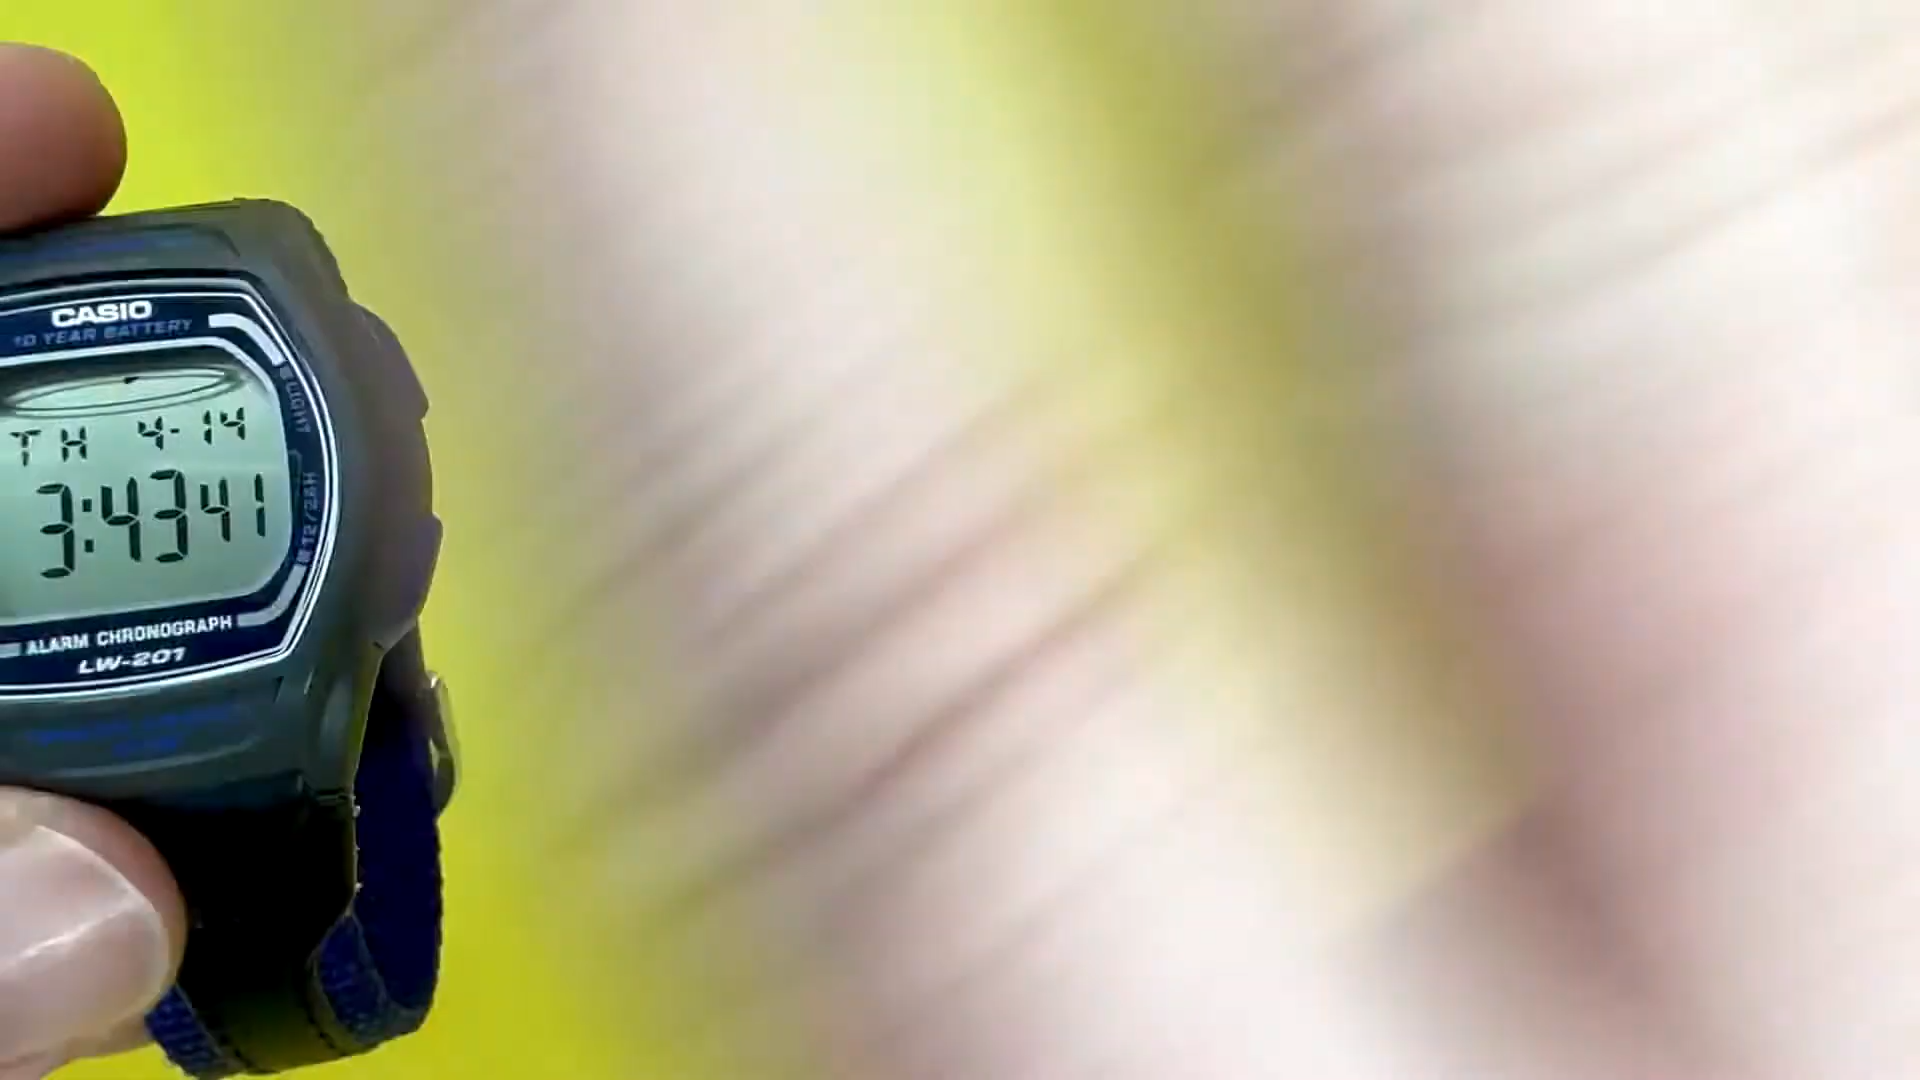 CASIO
10 YEAR BATTERY
LIGHT
TH 4-14
3:43 41
12/24H
ALARM CHRONOGRAPH
LW-201